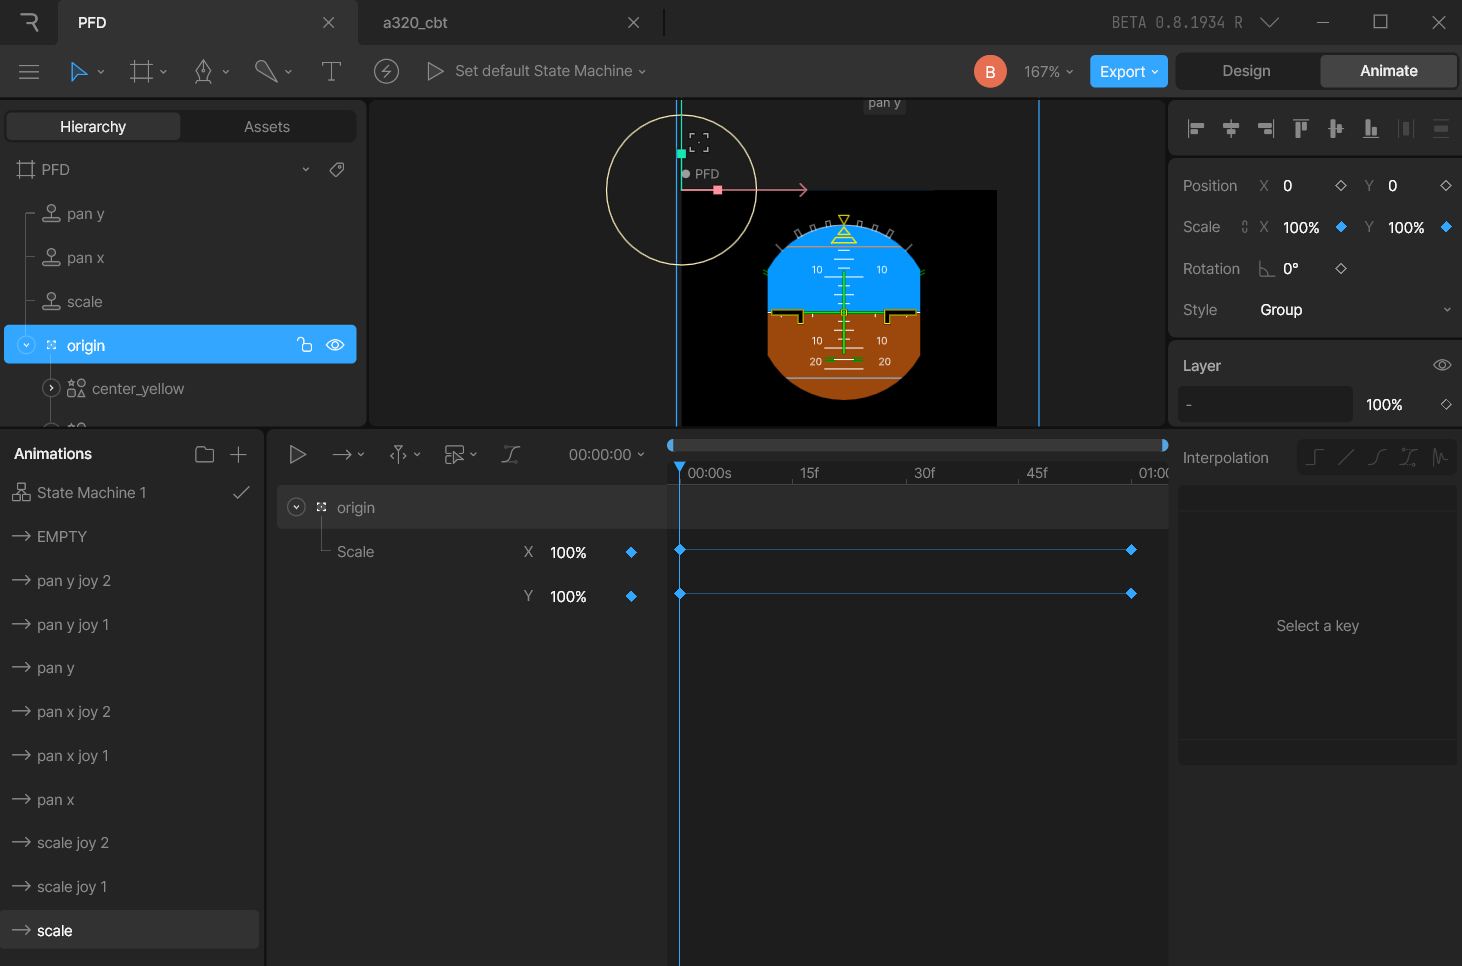 PFD
a320_cbt
BETA 0.8.1934 R
Set default State Machine
B
167%
Export
Design
Animate
Hierarchy
Assets
PFD
pan y
pan x
scale
origin
center_yellow
pan y
PFD
10 10
10 10
20 20
Position X 0 Y 0
Scale X 100% Y 100%
Rotation 0°
Style Group
Layer
- 100%
Animations
State Machine 1
EMPTY
pan y joy 2
pan y joy 1
pan y
pan x joy 2
pan x joy 1
pan x
scale joy 2
scale joy 1
scale
00:00:00
00:00s 15f 30f 45f 01:00
origin
Scale X 100%
Y 100%
Interpolation
Select a key